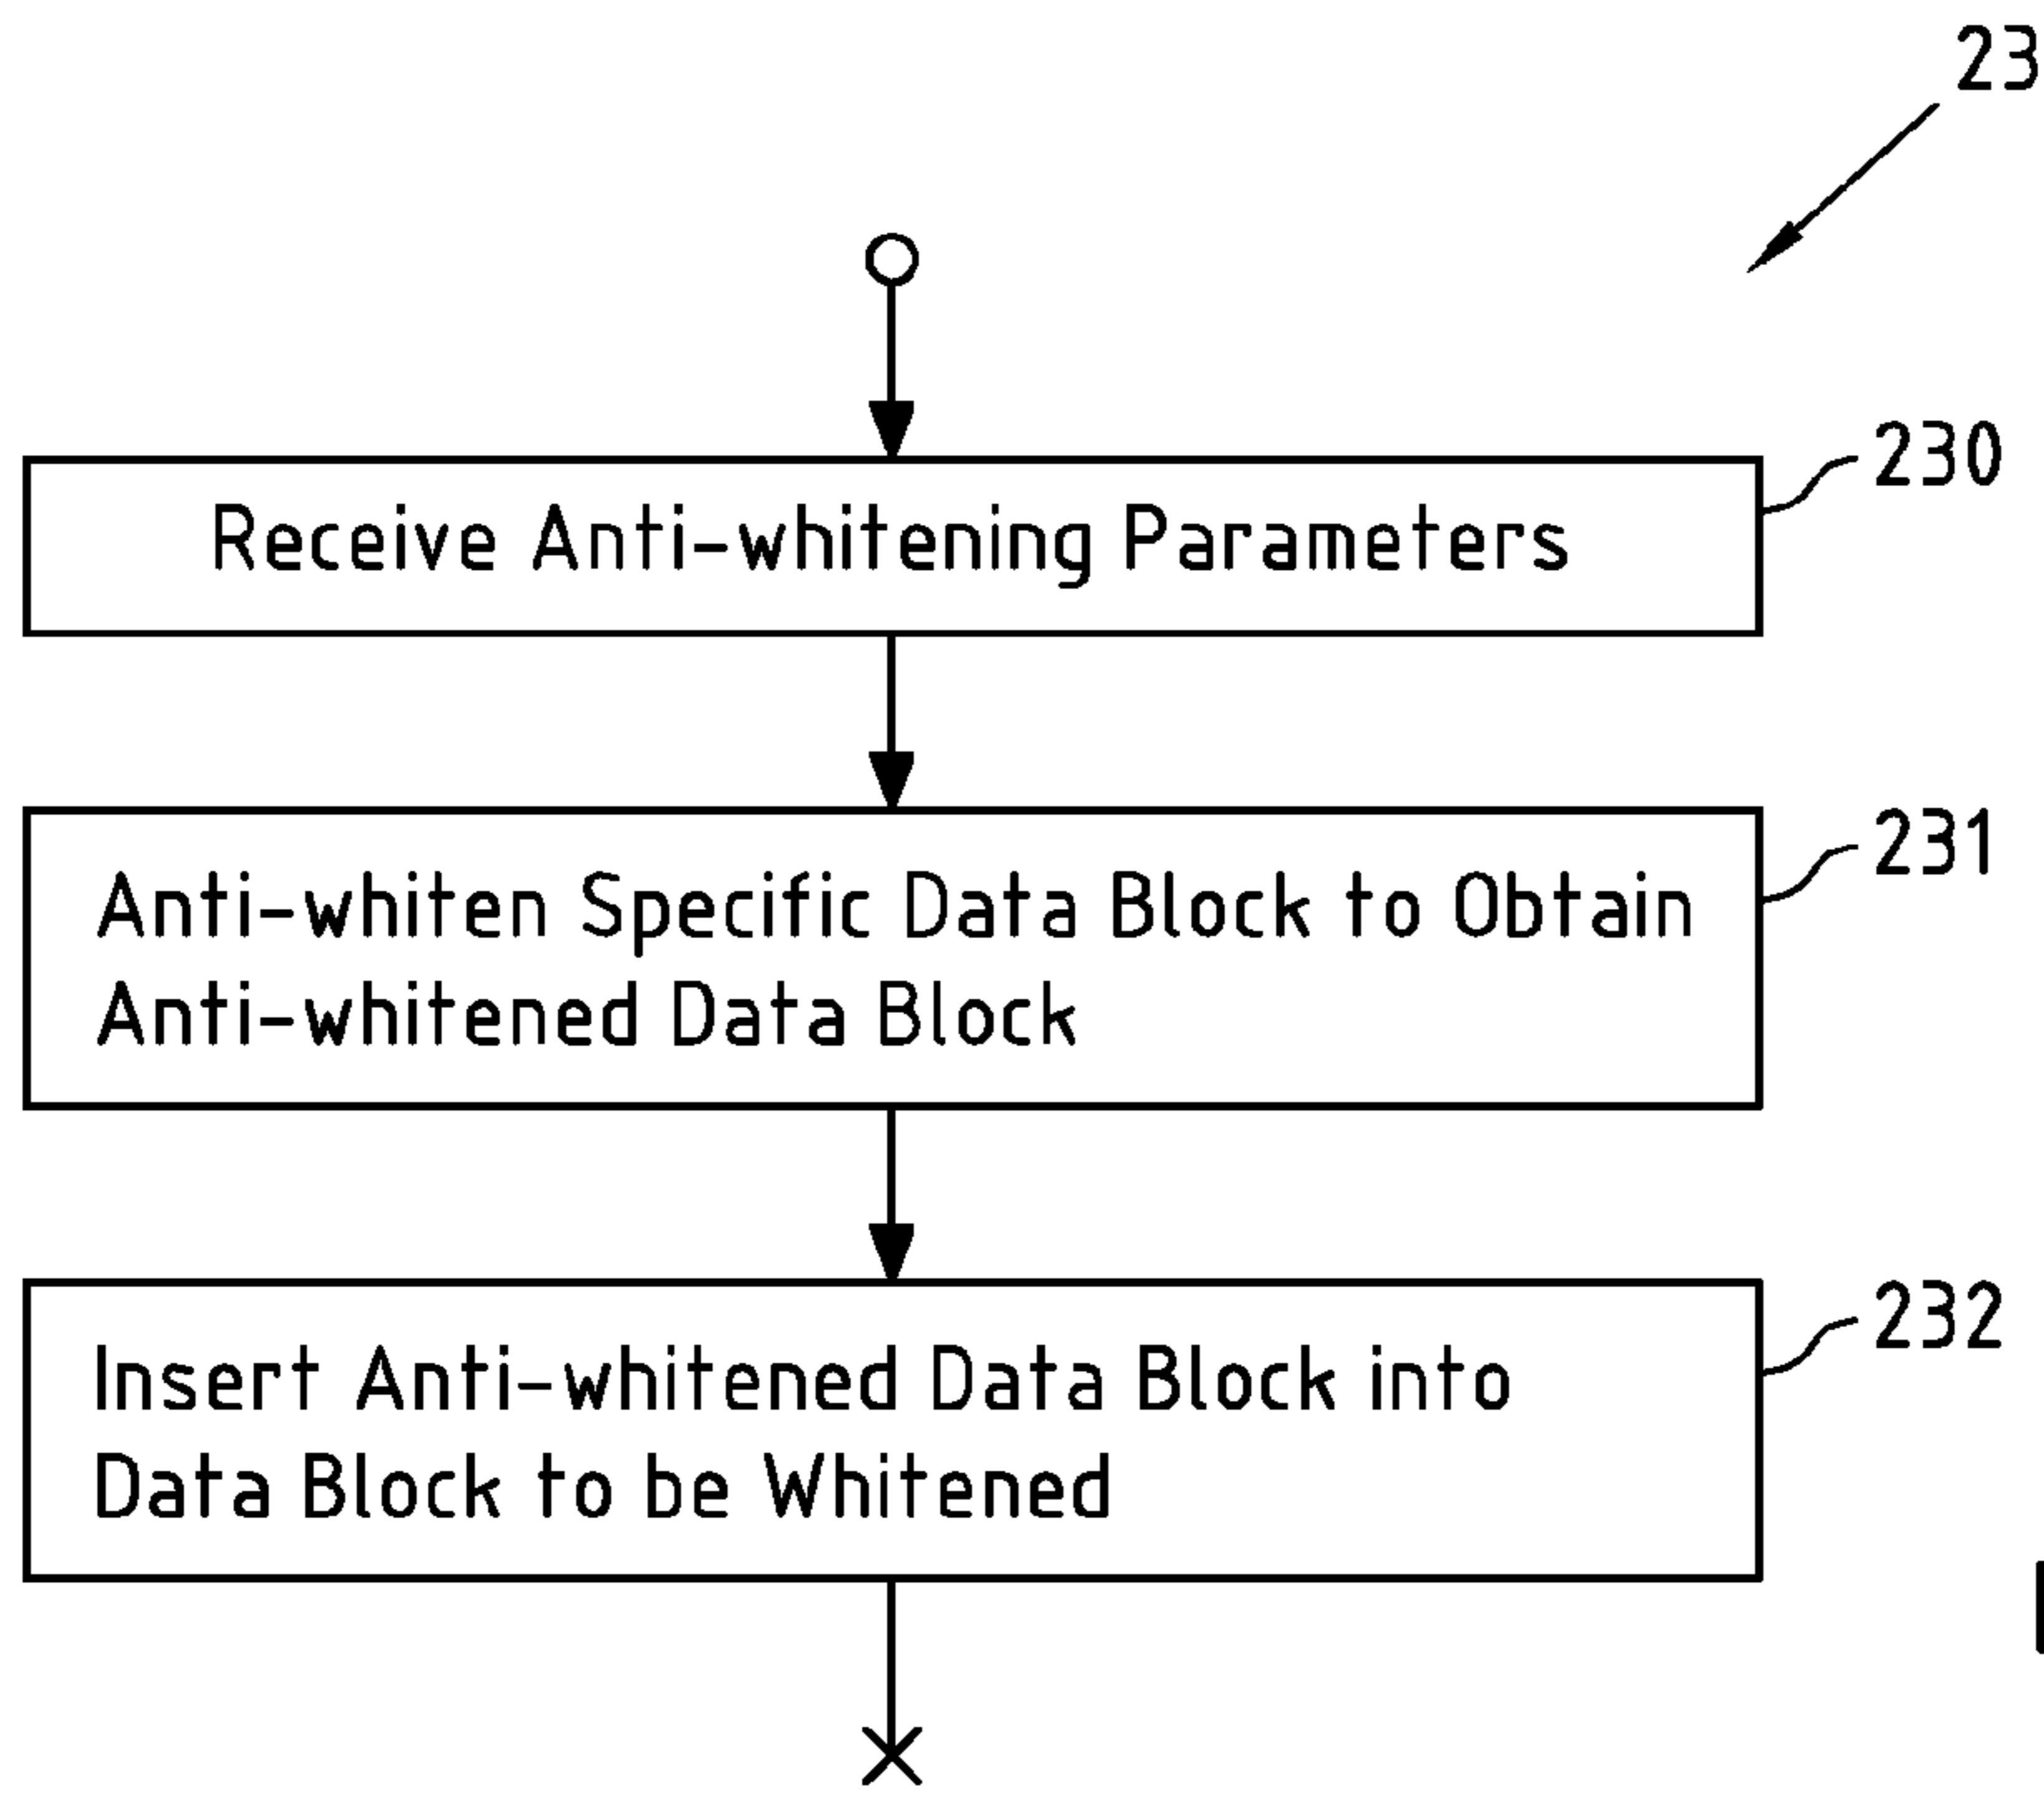 23
230
Receive Anti-whitening Parameters
231
Anti-whiten Specific Data Block to Obtain
Anti-whitened Data Block
232
Insert Anti-whitened Data Block into
Data Block to be Whitened